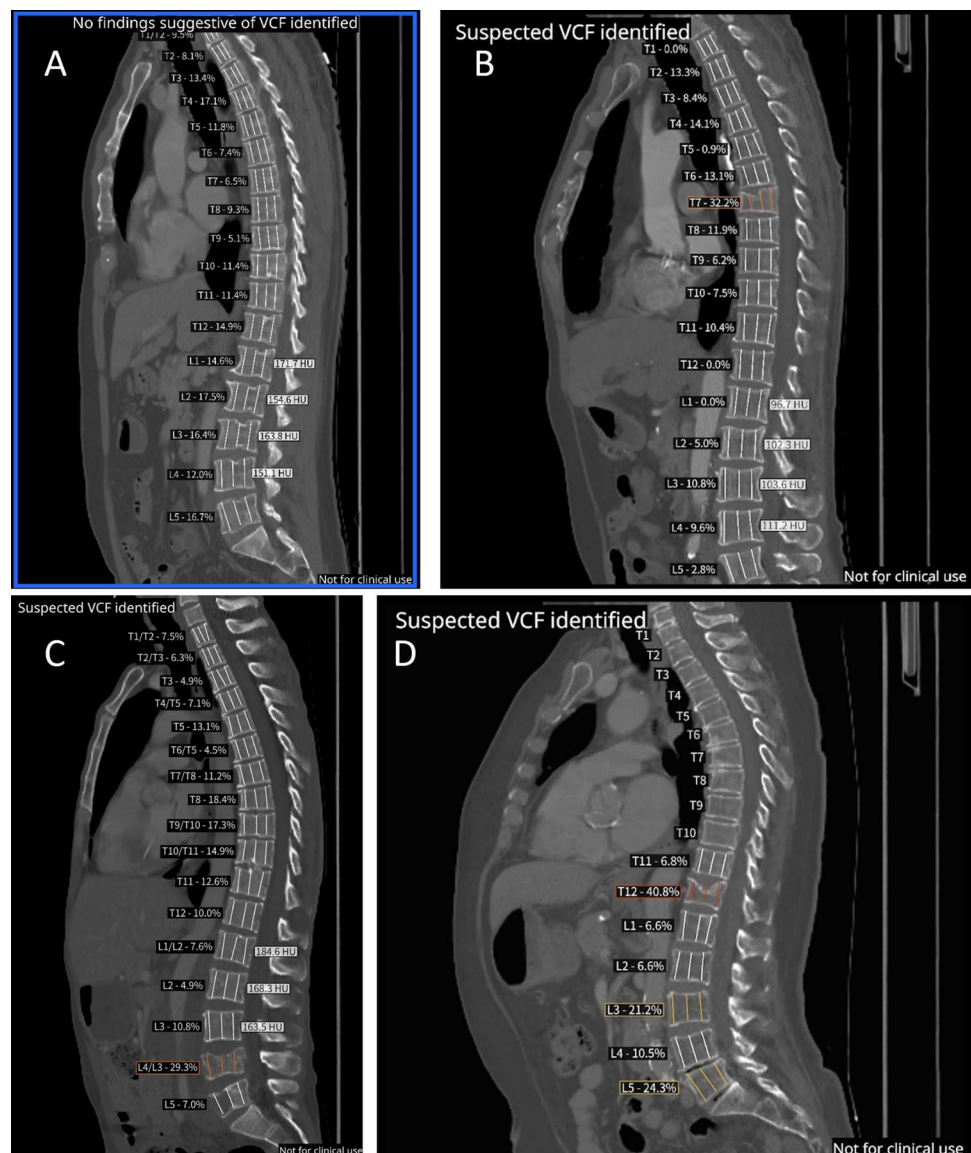 No findings suggestive of VCF identified
A
T1/T2 - 9.5%
T2 - 8.1%
T3 - 13.4%
T4 - 17.1%
T5 - 11.8%
T6 - 7.4%
T7 - 6.5%
T8 - 9.3%
T9 - 5.1%
T10 - 11.4%
T11 - 11.4%
T12 - 14.9%
L1 - 14.6% 171.7 HU
L2 - 17.5% 154.6 HU
L3 - 16.4% 163.8 HU
L4 - 12.0% 151.1 HU
L5 - 16.7%
Not for clinical use
Suspected VCF identified
B
T1 - 0.0%
T2 - 13.3%
T3 - 8.4%
T4 - 14.1%
T5 - 0.9%
T6 - 13.1%
T7 - 32.2%
T8 - 11.9%
T9 - 6.2%
T10 - 7.5%
T11 - 10.4%
T12 - 0.0%
L1 - 0.0% 96.7 HU
L2 - 5.0% 102.3 HU
L3 - 10.8% 103.6 HU
L4 - 9.6% 111.2 HU
L5 - 2.8%
Not for clinical use
Suspected VCF identified
C
T1/T2 - 7.5%
T2/T3 - 6.3%
T3 - 4.9%
T4/T5 - 7.1%
T5 - 13.1%
T6/T5 - 4.5%
T7/T8 - 11.2%
T8 - 18.4%
T9/T10 - 17.3%
T10/T11 - 14.9%
T11 - 12.6%
T12 - 10.0%
L1/L2 - 7.6% 184.6 HU
L2 - 4.9% 168.3 HU
L3 - 10.8% 163.5 HU
L4/L3 - 29.3%
L5 - 7.0%
Not for clinical use
Suspected VCF identified
D
T1
T2
T3
T4
T5
T6
T7
T8
T9
T10
T11 - 6.8%
T12 - 40.8%
L1 - 6.6%
L2 - 6.6%
L3 - 21.2%
L4 - 10.5%
L5 - 24.3%
Not for clinical use